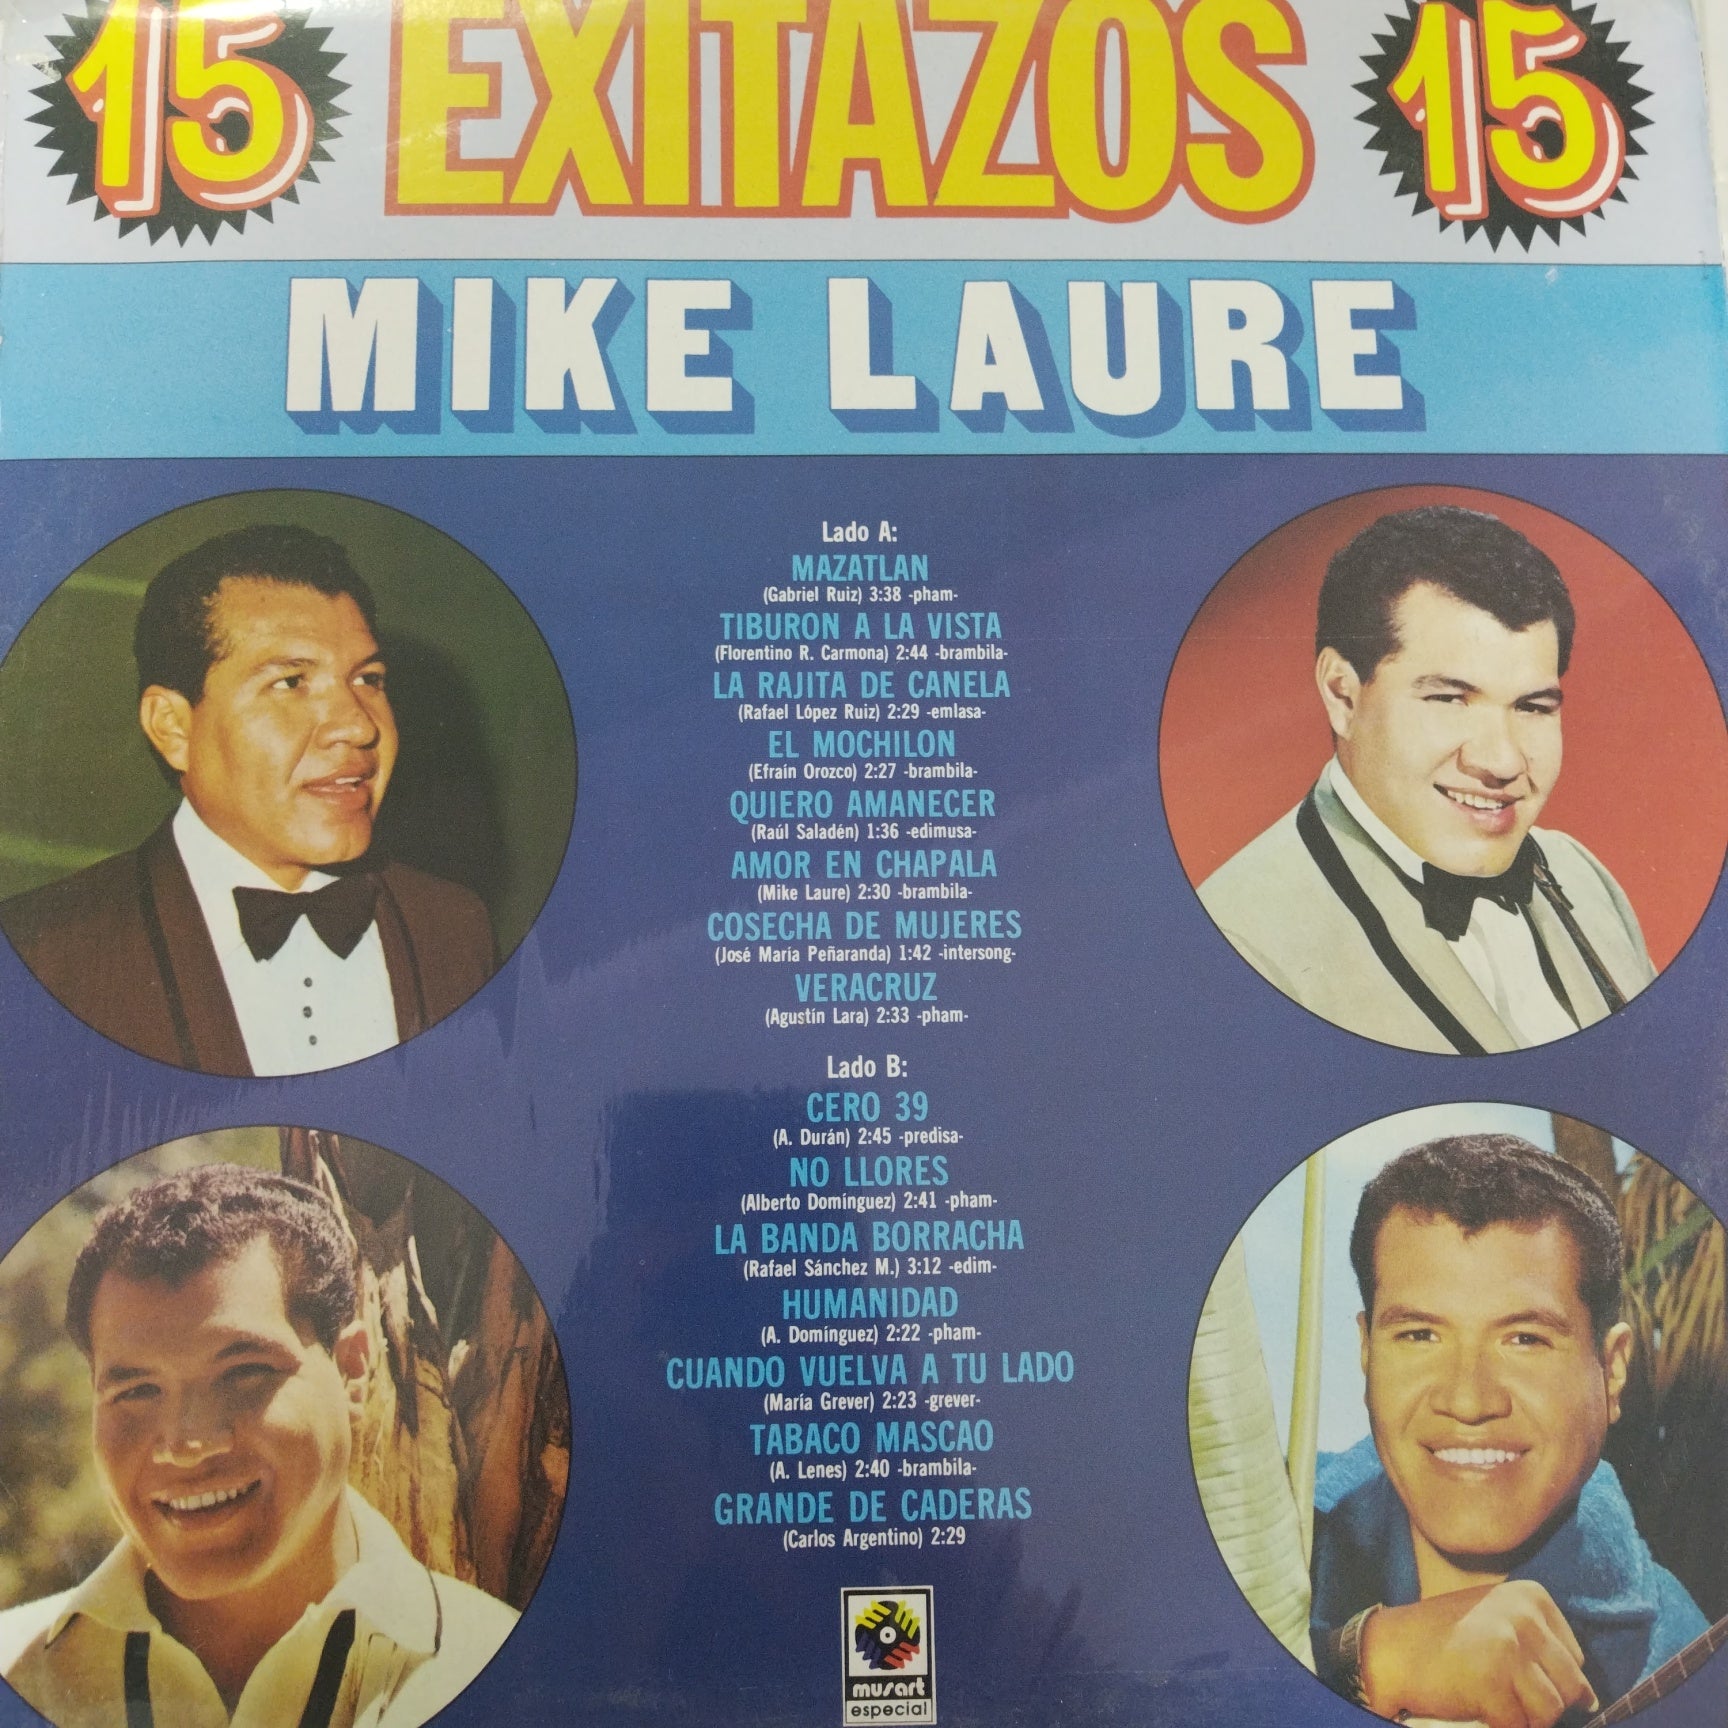 15 EXITAZOS 15
MIKE LAURE
Lado A:
MAZATLAN
(Gabriel Ruiz) 3:38 -pham-
TIBURON A LA VISTA
(Florentino R. Carmona) 2:44 -brambila-
LA RAJITA DE CANELA
(Rafael López Ruiz) 2:29 -emlasa-
EL MOCHILON
(Efraín Orozco) 2:27 -brambila-
QUIERO AMANECER
(Raúl Saladén) 1:36 -edimusa-
AMOR EN CHAPALA
(Mike Laure) 2:30 -brambila-
COSECHA DE MUJERES
(José María Peñaranda) 1:42 -intersong-
VERACRUZ
(Agustín Lara) 2:33 -pham-
Lado B:
CERO 39
(A. Durán) 2:45 -predisa-
NO LLORES
(Alberto Domínguez) 2:41 -pham-
LA BANDA BORRACHA
(Rafael Sánchez M.) 3:12 -edim-
HUMANIDAD
(A. Domínguez) 2:22 -pham-
CUANDO VUELVA A TU LADO
(María Grever) 2:23 -grever-
TABACO MASCAO
(A. Lenes) 2:40 -brambila-
GRANDE DE CADERAS
(Carlos Argentino) 2:29
musart
especial